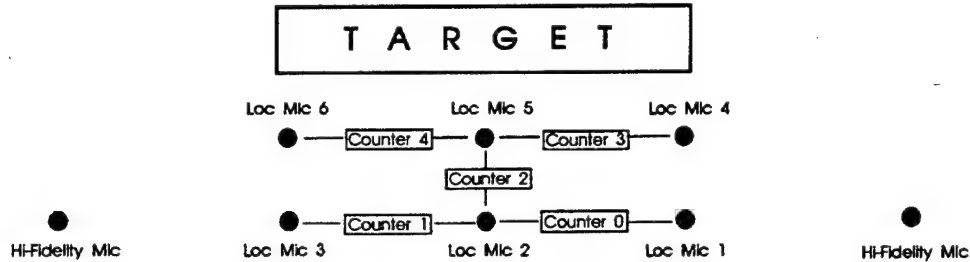 T A R G E T
Loc Mic 6 Loc Mic 5 Loc Mic 4
Counter 4 Counter 3
Counter 2
Counter 1 Counter 0
Hi-Fidelity Mic Loc Mic 3 Loc Mic 2 Loc Mic 1 Hi-Fidelity Mic